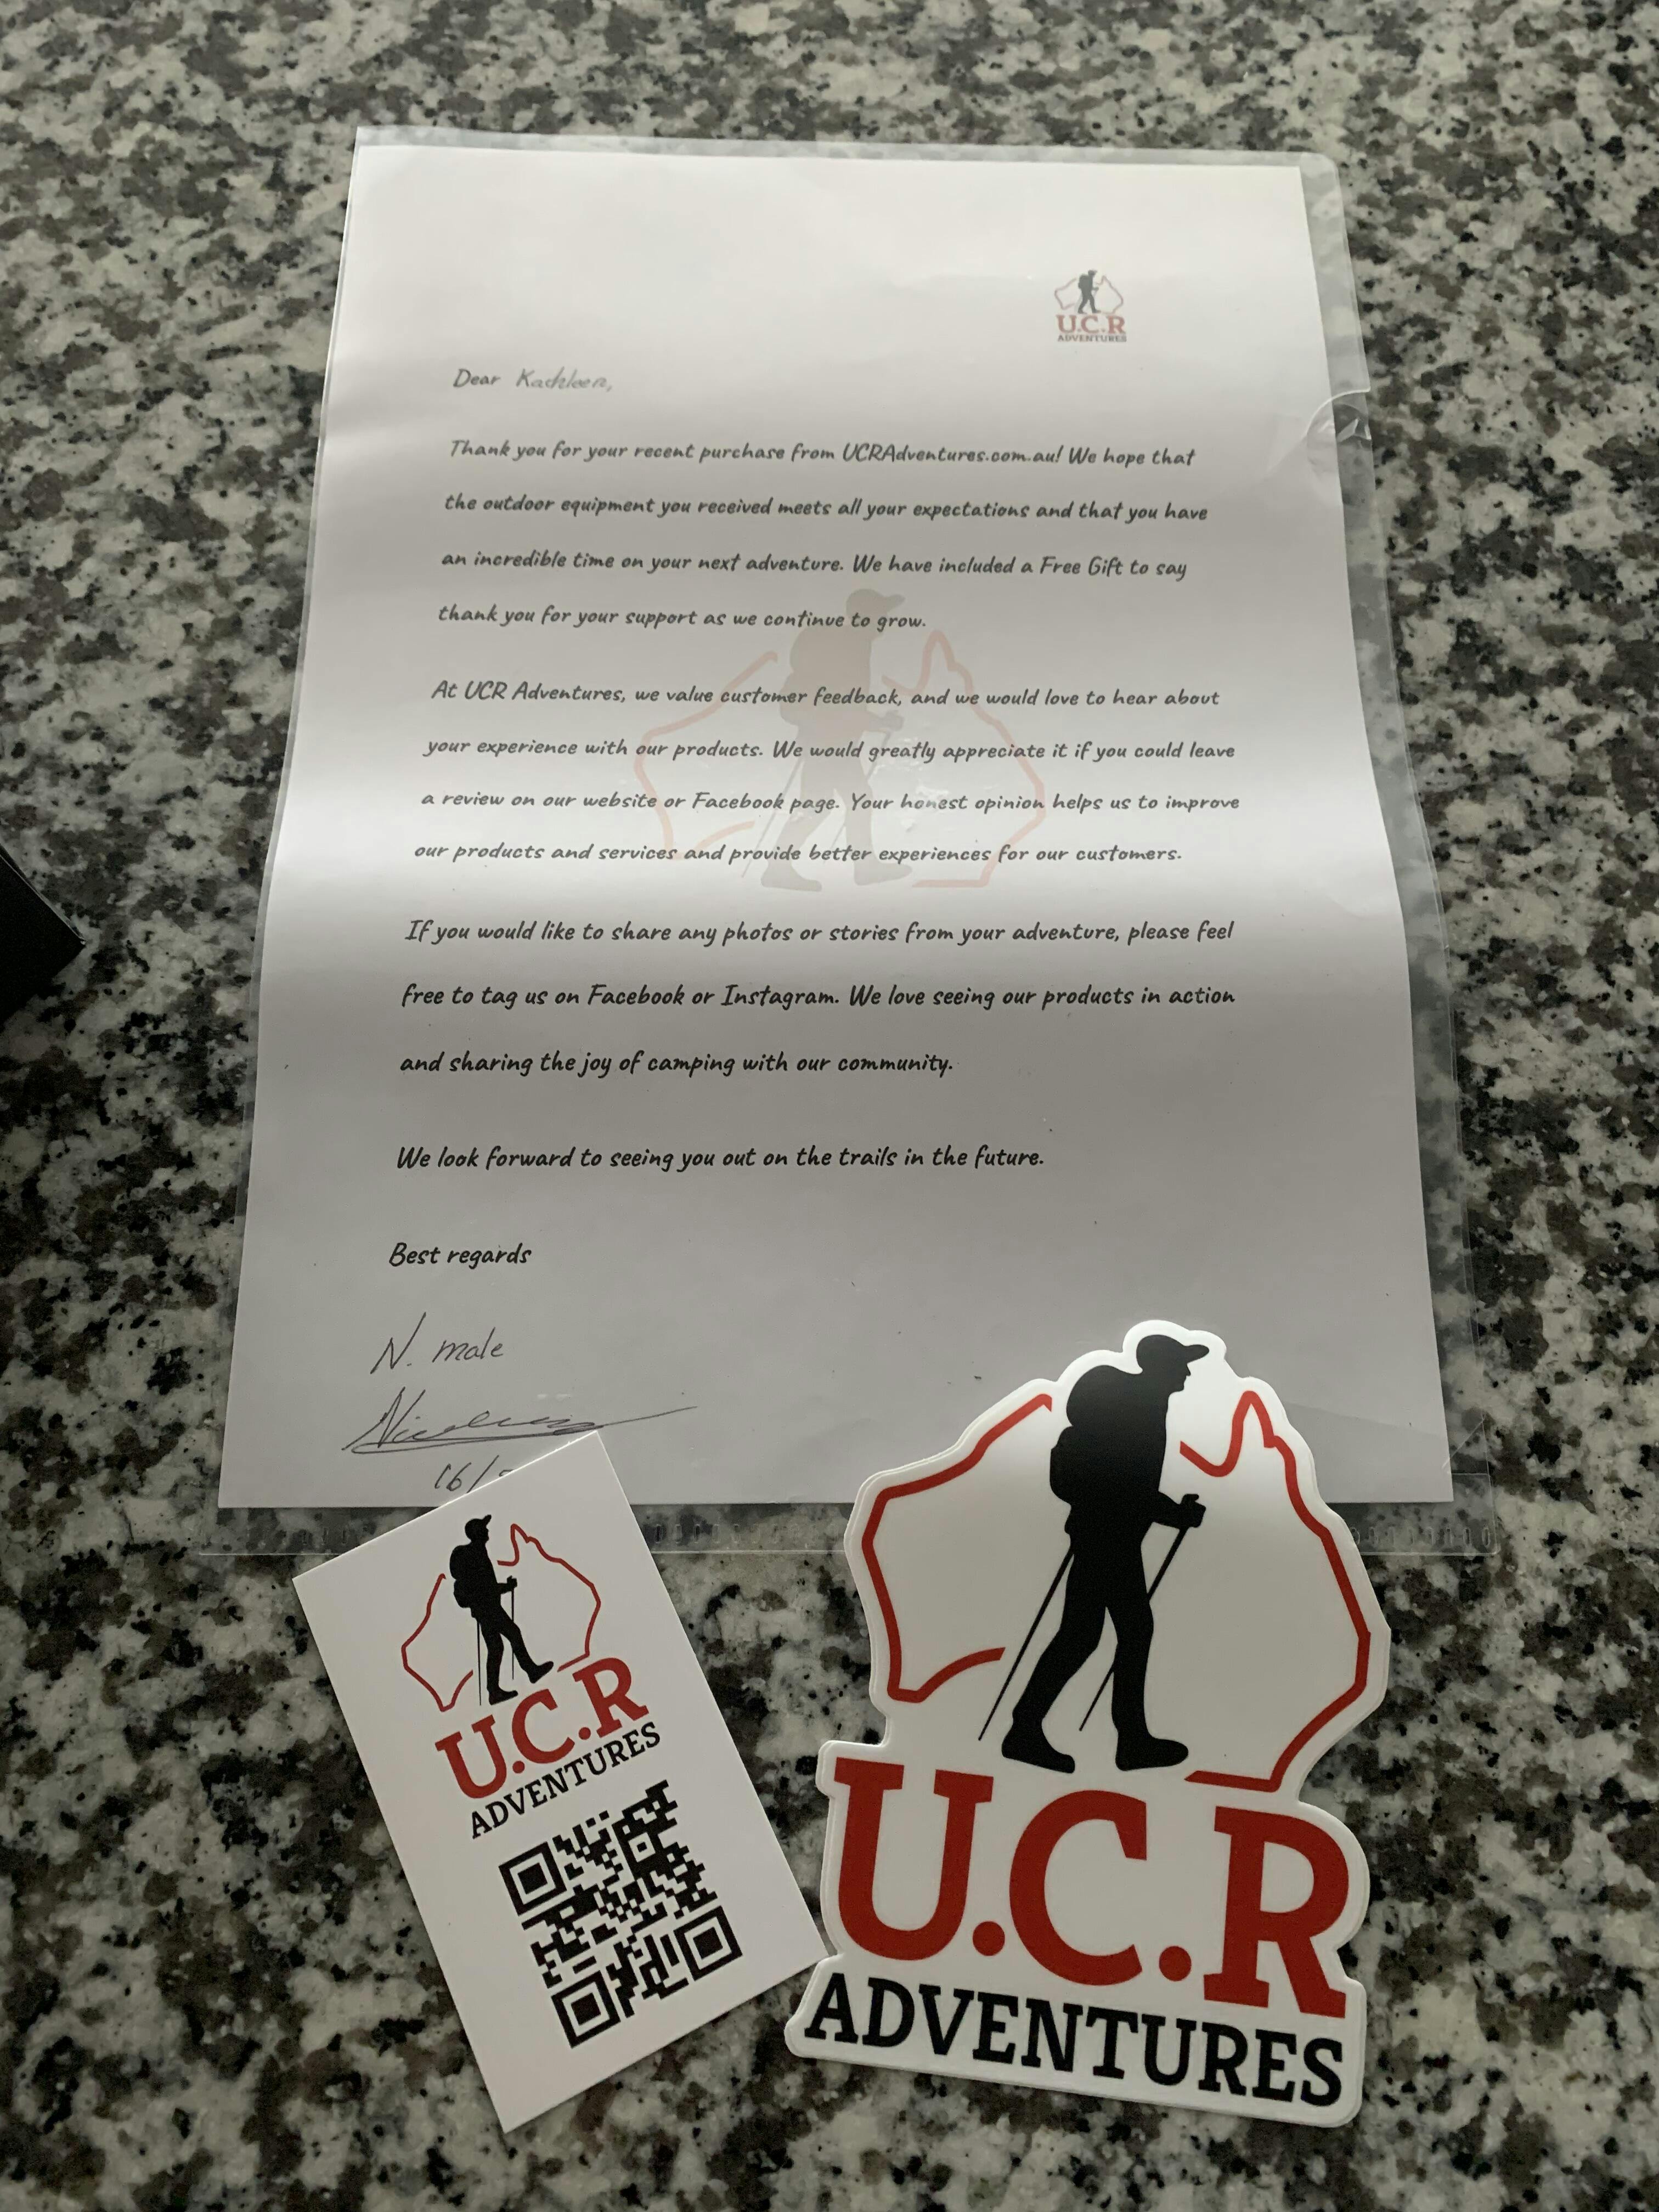 U.C.R
ADVENTURES
Dear Kathleen,
Thank you for your recent purchase from UCRAdventures.com.au! We hope that
the outdoor equipment you received meets all your expectations and that you have
an incredible time on your next adventure. We have included a Free Gift to say
thank you for your support as we continue to grow.
At UCR Adventures, we value customer feedback, and we would love to hear about
your experience with our products. We would greatly appreciate it if you could leave
a review on our website or Facebook page. Your honest opinion helps us to improve
our products and services and provide better experiences for our customers.
If you would like to share any photos or stories from your adventure, please feel
free to tag us on Facebook or Instagram. We love seeing our products in action
and sharing the joy of camping with our community.
We look forward to seeing you out on the trails in the future.
Best regards
N. male
16/
U.C.R
ADVENTURES
U.C.R
ADVENTURES